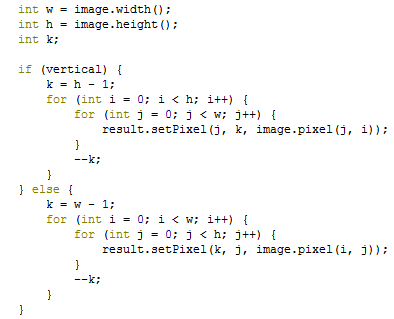 int w = image.width();
int h = image.height();
int k;

if (vertical) {
    k = h - 1;
    for (int i = 0; i < h; i++) {
        for (int j = 0; j < w; j++) {
            result.setPixel(j, k, image.pixel(j, i));
        }
        --k;
    }
} else {
    k = w - 1;
    for (int i = 0; i < w; i++) {
        for (int j = 0; j < h; j++) {
            result.setPixel(k, j, image.pixel(i, j));
        }
        --k;
    }
}